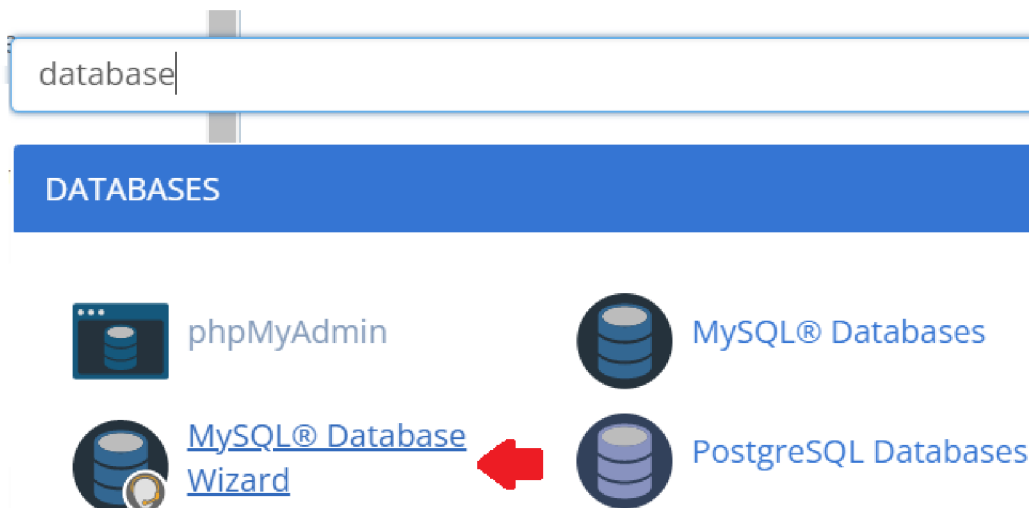 database
DATABASES
phpMyAdmin
MySQL® Databases
MySQL® Database
Wizard
PostgreSQL Databases